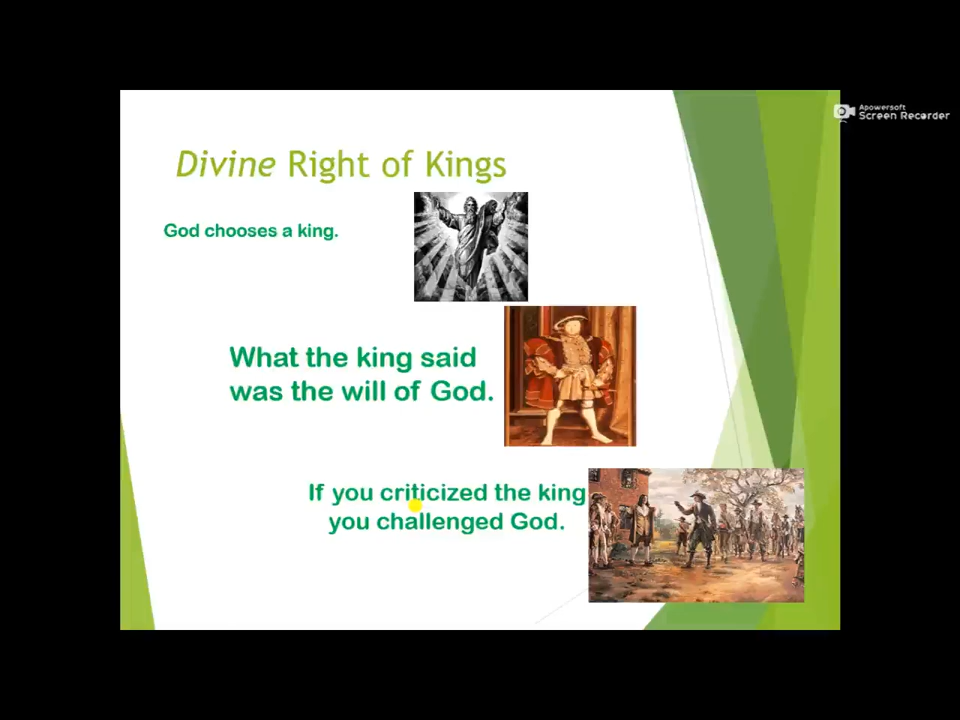 Apowersoft
Screen Recorder
Divine Right of Kings
God chooses a king.
What the king said
was the will of God.
If you criticized the king
you challenged God.